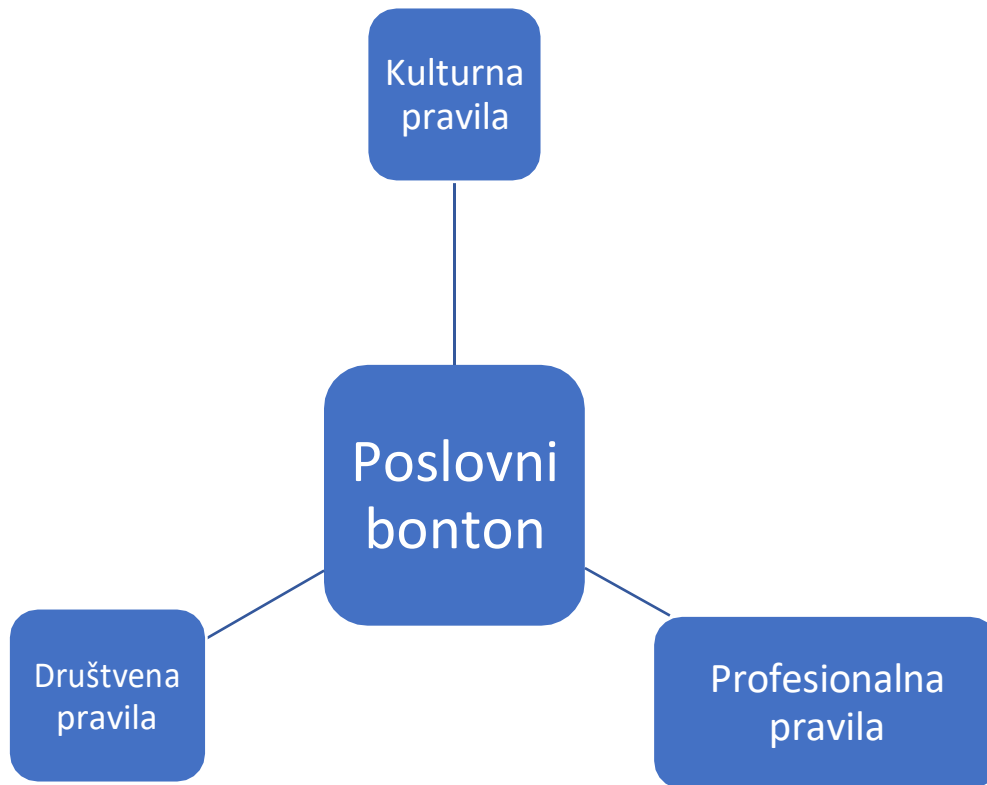 Kulturna
pravila
Poslovni
bonton
Društvena
pravila
Profesionalna
pravila